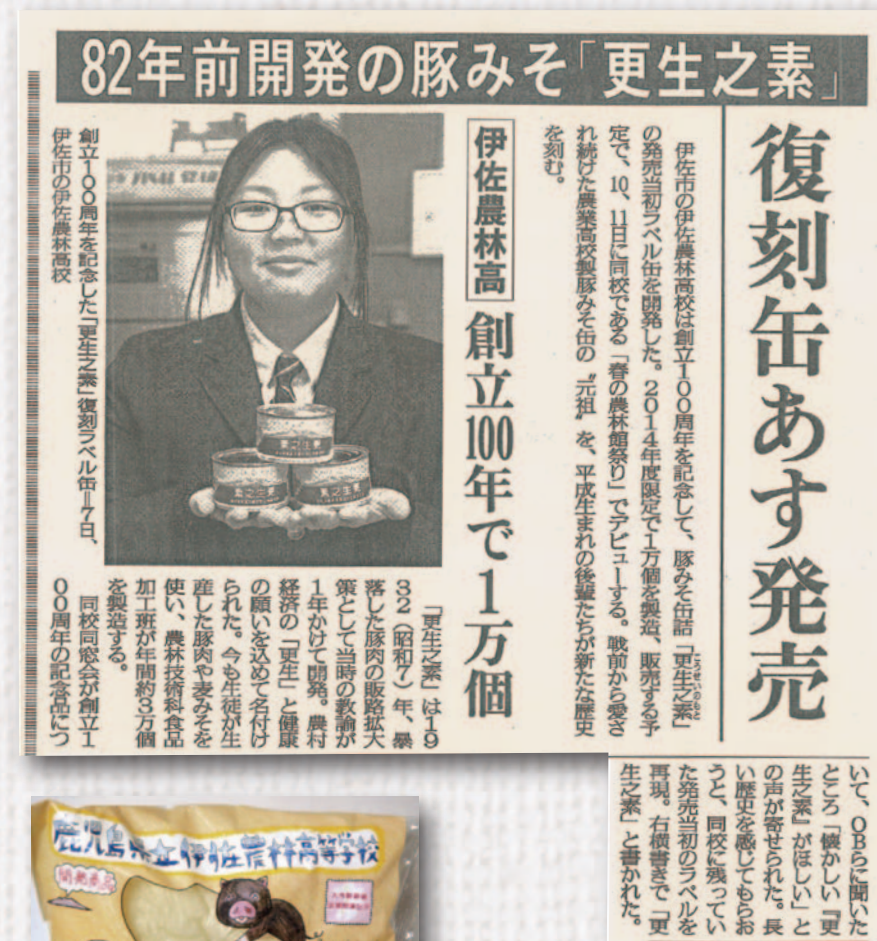 82年前開発の豚みそ「更生之素」
復刻缶あす発売
伊佐農林高
創立100年で1万個
伊佐市の伊佐農林高校は創立100周年を記念して、豚みそ缶詰「更生之素」
こうせいのもと
の発売当初ラベル缶を開発した。2014年度限定で1万個を製造、販売する予
定で、10、11日に同校である「春の農林館祭り」でデビューする。戦前から愛さ
れ続けた農業高校製豚みそ缶の〝元祖〟を、平成生まれの後輩たちが新たな歴史
を刻む。
創立100周年を記念した「更生之素」復刻ラベル缶=7日、
伊佐市の伊佐農林高校
「更生之素」は19
32(昭和7)年、暴
落した豚肉の販路拡大
策として当時の教諭が
1年かけて開発。農村
経済の「更生」と健康
の願いを込めて名付け
られた。今も生徒が生
産した豚肉や麦みそを
使い、農林技術科食品
加工班が年間約3万個
を製造する。
同校同窓会が創立1
00周年の記念品につ
いて、OBらに聞いた
ところ「懐かしい『更
生之素』がほしい」と
の声が寄せられた。長
い歴史を感じてもらお
うと、同校に残ってい
た発売当初のラベルを
再現。右横書きで「更
生之素」と書かれた。
鹿児島県立伊佐農林高等学校
開発商品